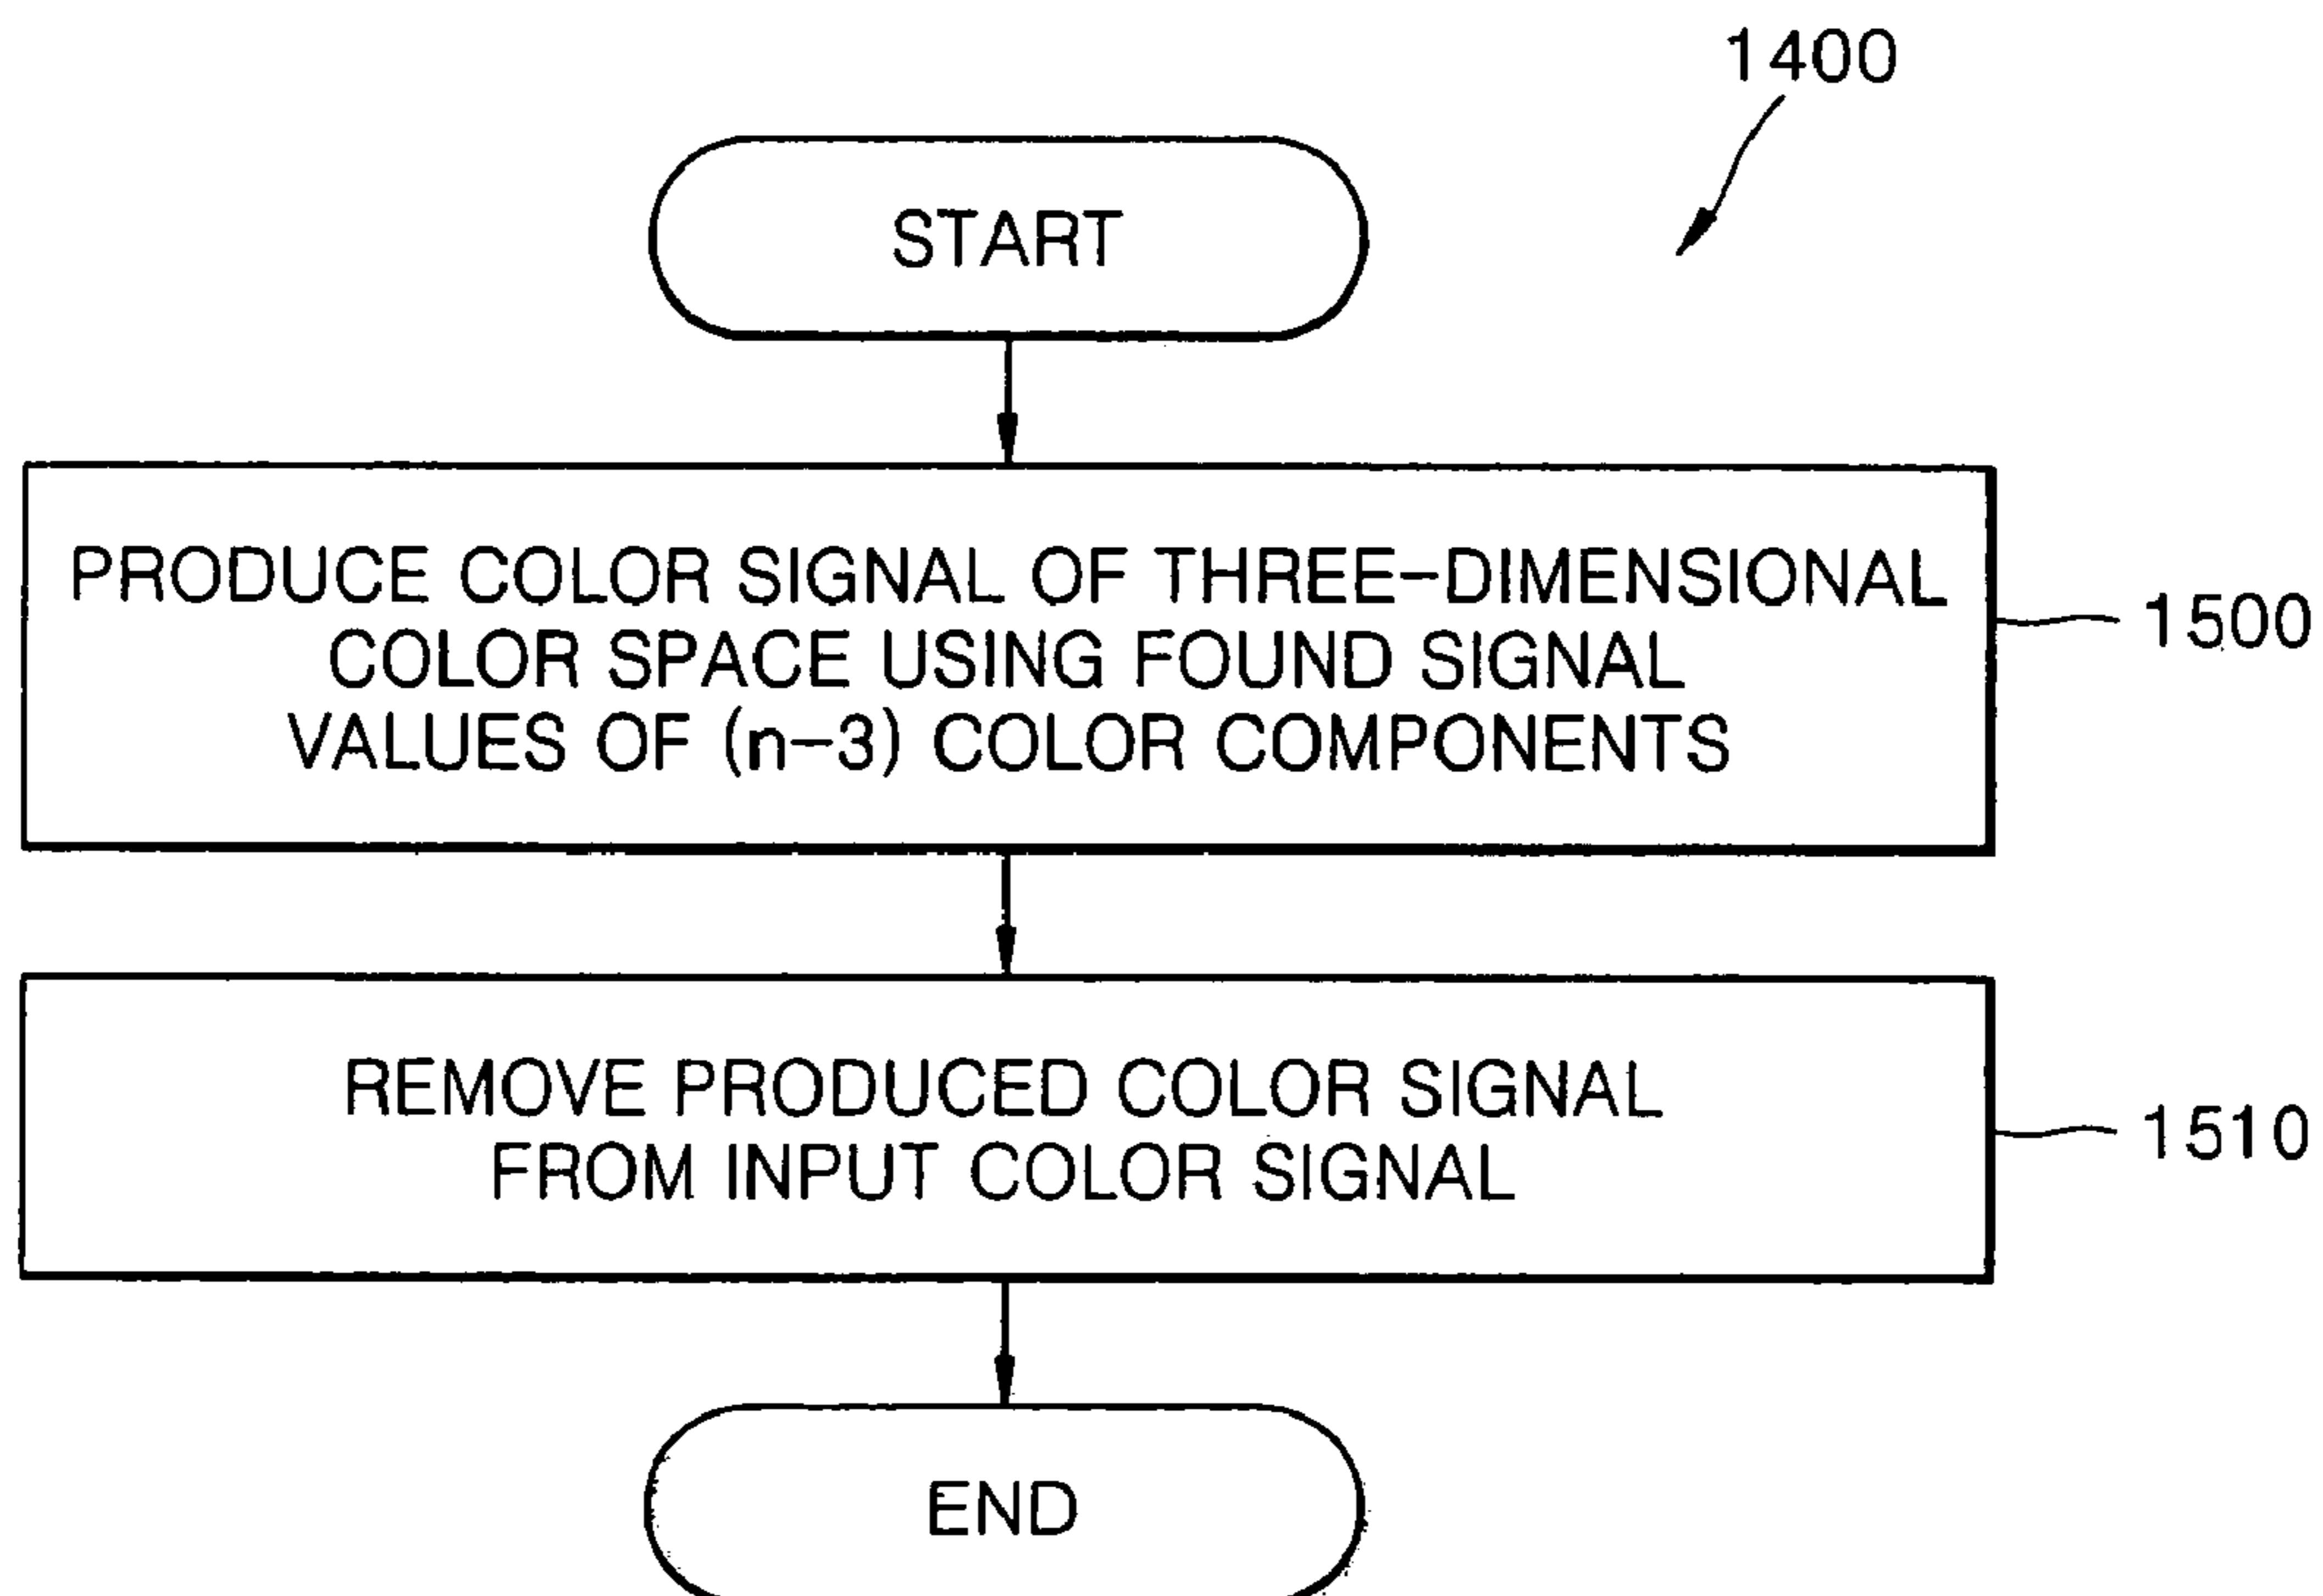 1400
START
PRODUCE COLOR SIGNAL OF THREE-DIMENSIONAL
COLOR SPACE USING FOUND SIGNAL
VALUES OF (n-3) COLOR COMPONENTS
1500
REMOVE PRODUCED COLOR SIGNAL
FROM INPUT COLOR SIGNAL
1510
END